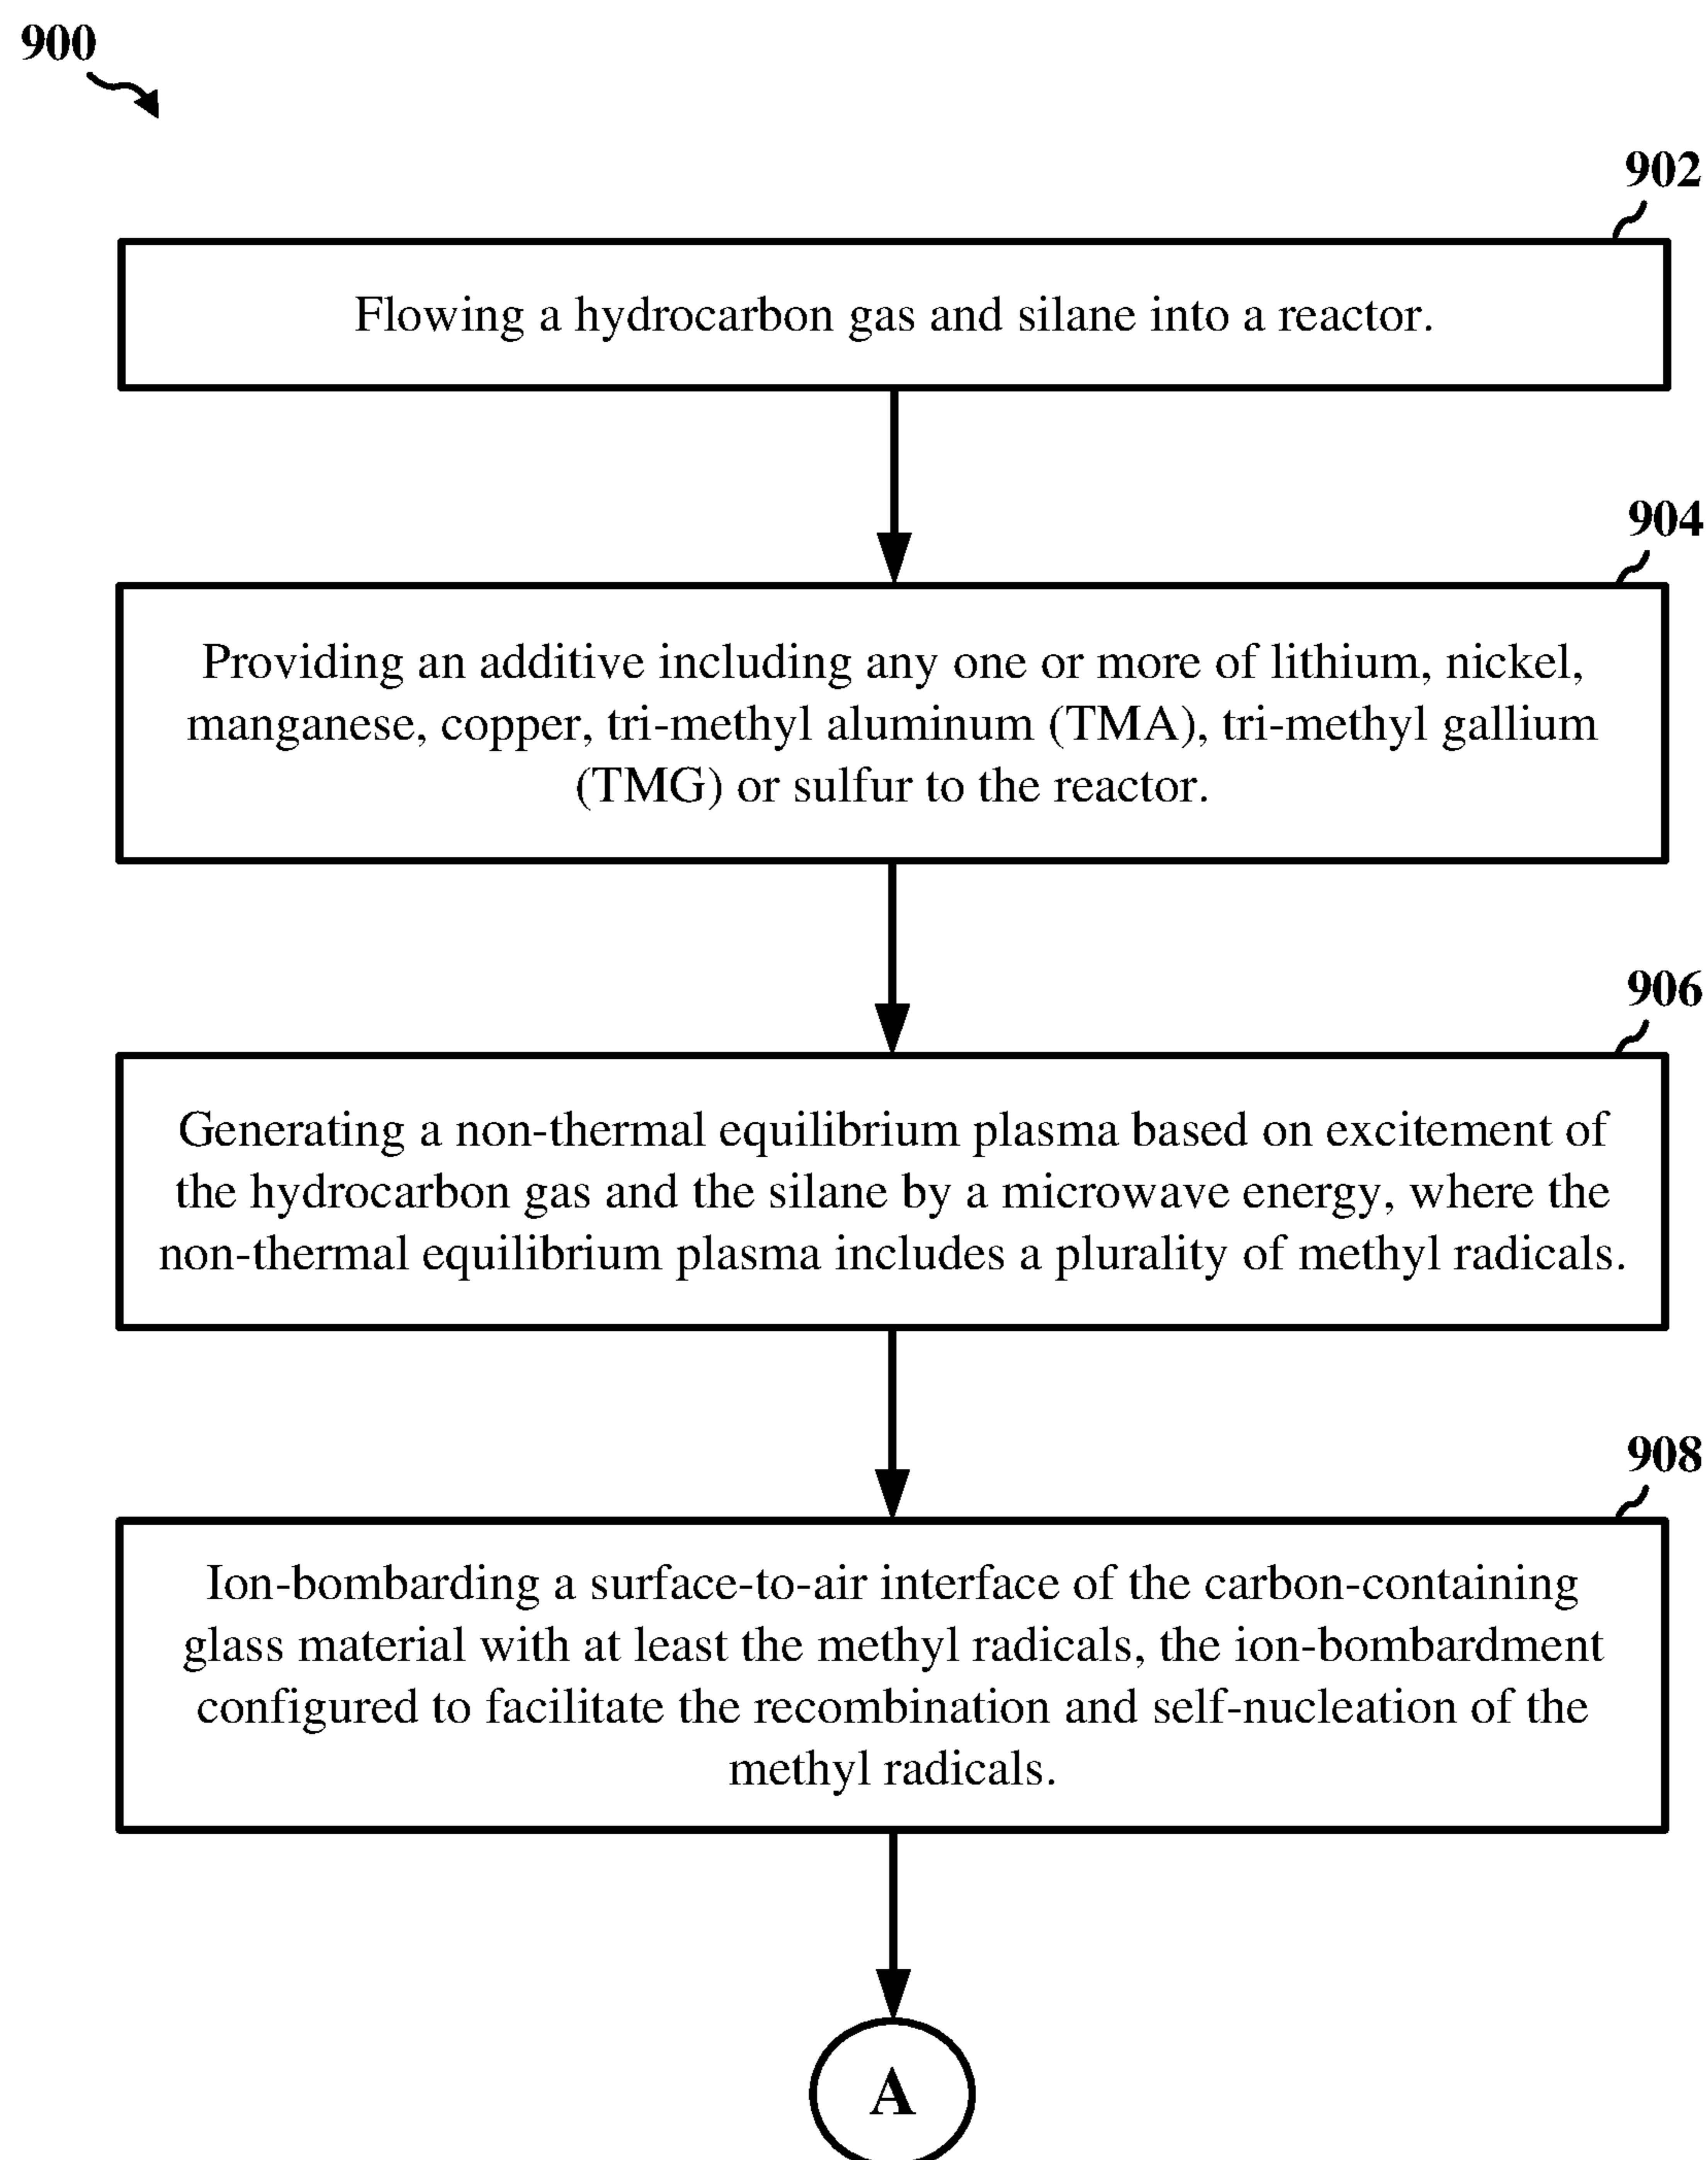 900
902
Flowing a hydrocarbon gas and silane into a reactor.
904
Providing an additive including any one or more of lithium, nickel,
manganese, copper, tri-methyl aluminum (TMA), tri-methyl gallium
(TMG) or sulfur to the reactor.
906
Generating a non-thermal equilibrium plasma based on excitement of
the hydrocarbon gas and the silane by a microwave energy, where the
non-thermal equilibrium plasma includes a plurality of methyl radicals.
908
Ion-bombarding a surface-to-air interface of the carbon-containing
glass material with at least the methyl radicals, the ion-bombardment
configured to facilitate the recombination and self-nucleation of the
methyl radicals.
A